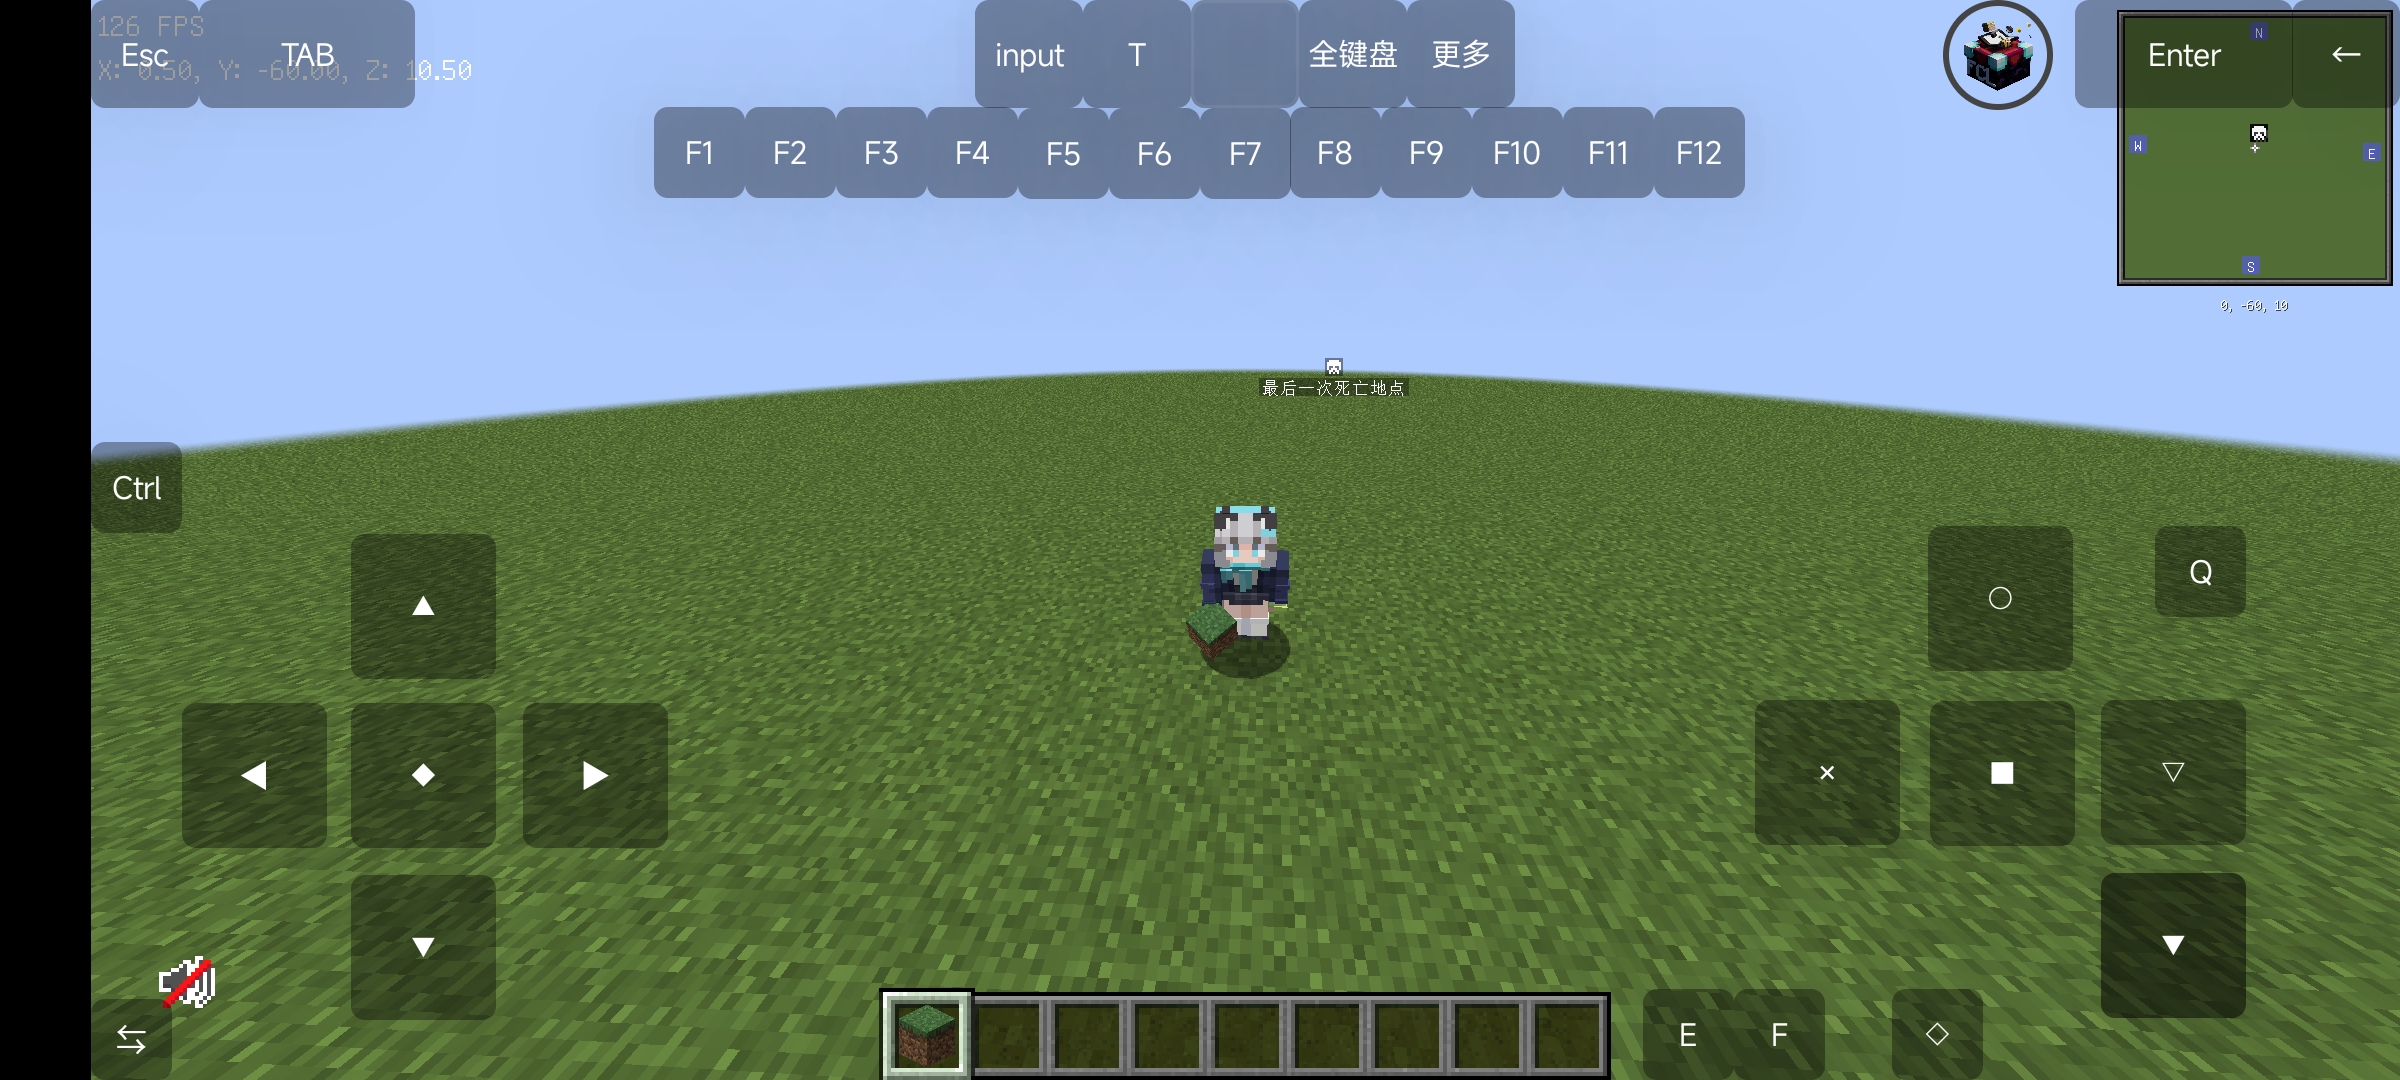 126 FPS
Esc
TAB
X: 0.50, Y: -60.00, Z: 10.50
input
T
全键盘
更多
FCL
Enter
←
N
W
E
S
0, -60, 10
F1
F2
F3
F4
F5
F6
F7
F8
F9
F10
F11
F12
最后一次死亡地点
Ctrl
Q
E
F